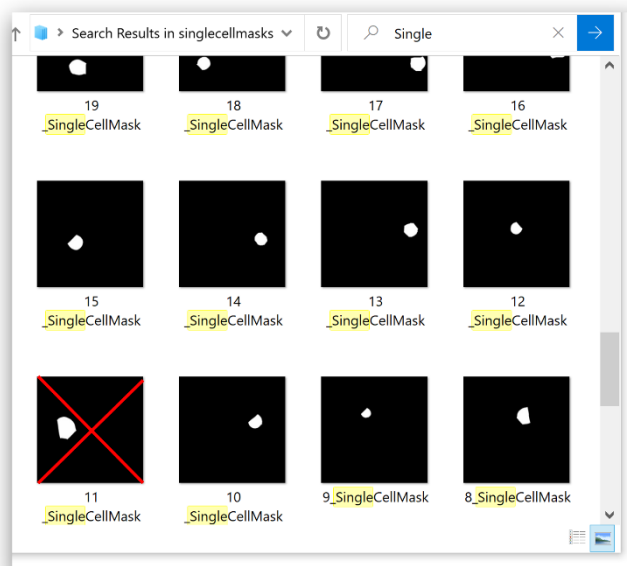 Search Results in singlecellmasks
Single
19
_SingleCellMask
18
_SingleCellMask
17
_SingleCellMask
16
_SingleCellMask
15
_SingleCellMask
14
_SingleCellMask
13
_SingleCellMask
12
_SingleCellMask
11
_SingleCellMask
10
_SingleCellMask
9_SingleCellMask
8_SingleCellMask